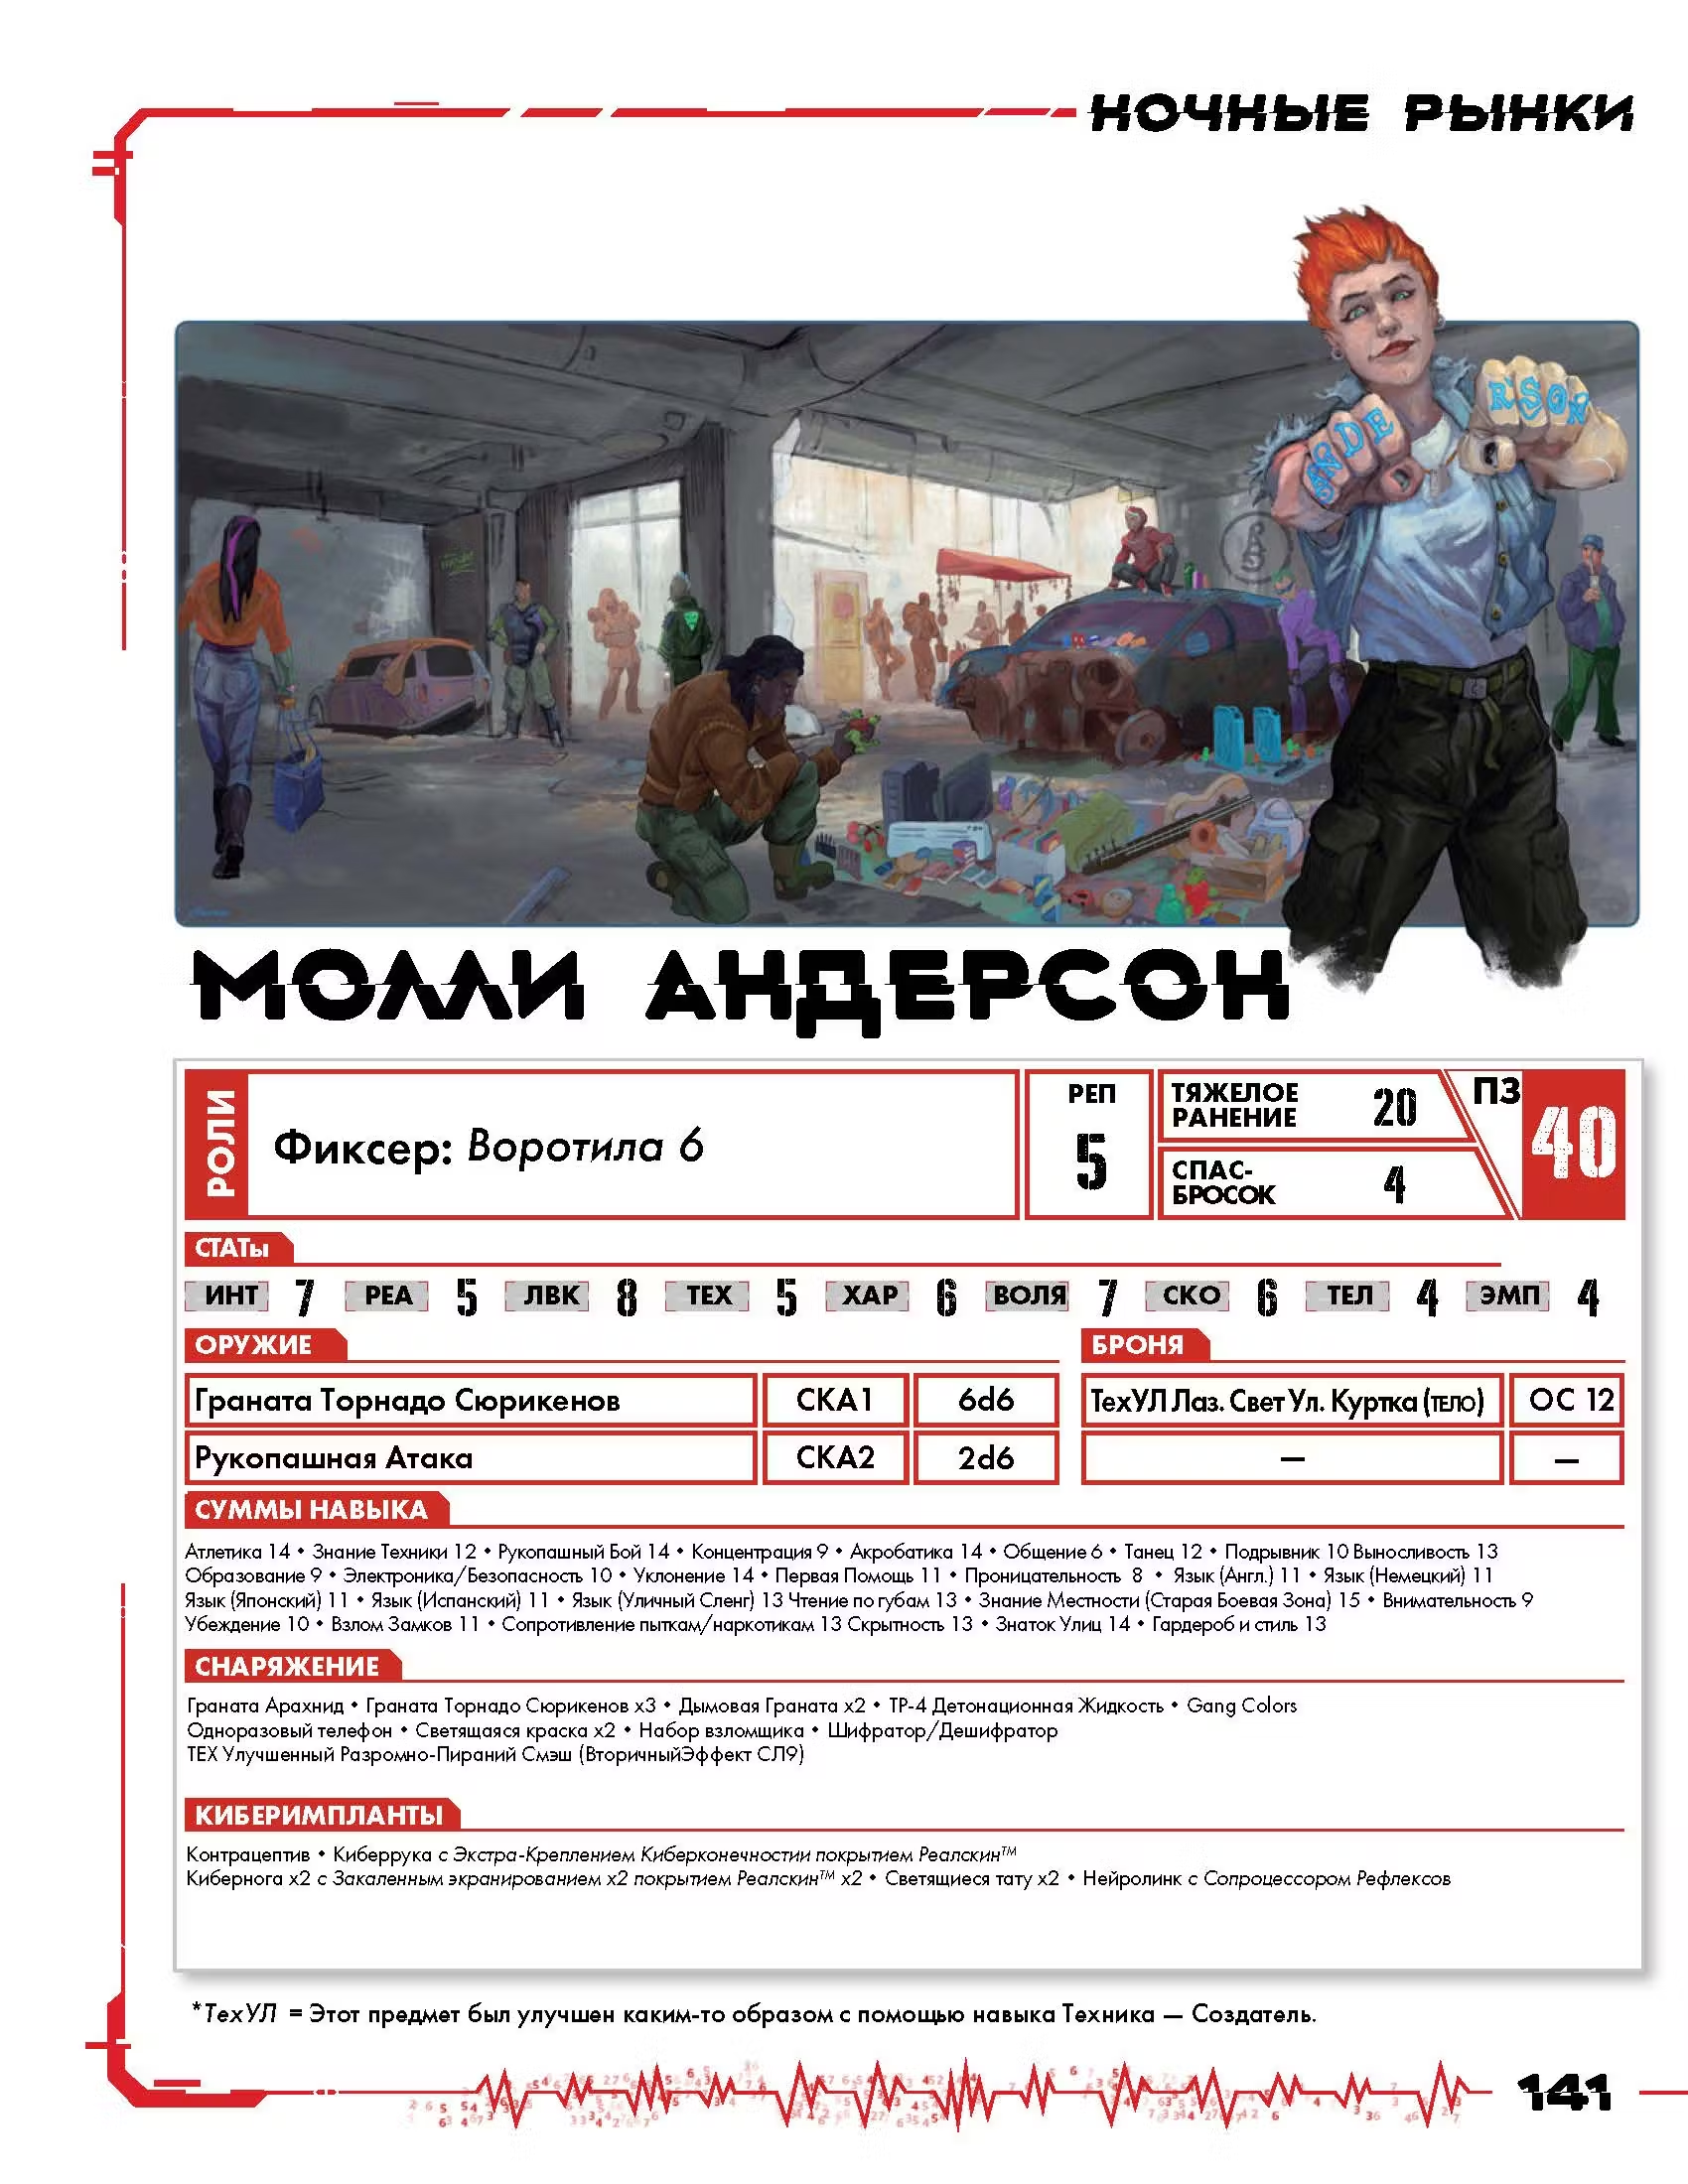 НОЧНЫЕ РЫНКИ
ANDE R'SON
МОЛЛИ АНДЕРСОН
РОЛИ
Фиксер: Воротила 6
РЕП
5
ТЯЖЕЛОЕ РАНЕНИЕ 20
СПАС-БРОСОК 4
ПЗ 40
СТАТы
ИНТ 7 РЕА 5 ЛВК 8 ТЕХ 5 ХАР 6 ВОЛЯ 7 СКО 6 ТЕЛ 4 ЭМП 4
ОРУЖИЕ
Граната Торнадо Сюрикенов СКА1 6d6
Рукопашная Атака СКА2 2d6
БРОНЯ
ТехУЛ Лаз. Свет Ул. Куртка (ТЕЛО) ОС 12
— —
СУММЫ НАВЫКА
Атлетика 14 • Знание Техники 12 • Рукопашный Бой 14 • Концентрация 9 • Акробатика 14 • Общение 6 • Танец 12 • Подрывник 10 Выносливость 13
Образование 9 • Электроника/Безопасность 10 • Уклонение 14 • Первая Помощь 11 • Проницательность 8 • Язык (Англ.) 11 • Язык (Немецкий) 11
Язык (Японский) 11 • Язык (Испанский) 11 • Язык (Уличный Сленг) 13 Чтение по губам 13 • Знание Местности (Старая Боевая Зона) 15 • Внимательность 9
Убеждение 10 • Взлом Замков 11 • Сопротивление пыткам/наркотикам 13 Скрытность 13 • Знаток Улиц 14 • Гардероб и стиль 13
СНАРЯЖЕНИЕ
Граната Арахнид • Граната Торнадо Сюрикенов x3 • Дымовая Граната x2 • ТР-4 Детонационная Жидкость • Gang Colors
Одноразовый телефон • Светящаяся краска x2 • Набор взломщика • Шифратор/Дешифратор
ТЕХ Улучшенный Разромно-Пираний Смэш (ВторичныйЭффект СЛ9)
КИБЕРИМПЛАНТЫ
Контрацептив • Киберрука с Экстра-Креплением Киберконечностии покрытием Реалскин™
Кибернога x2 с Закаленным экранированием x2 покрытием Реалскин™ x2 • Светящиеся тату x2 • Нейролинк с Сопроцессором Рефлексов
*ТехУЛ = Этот предмет был улучшен каким-то образом с помощью навыка Техника — Создатель.
141